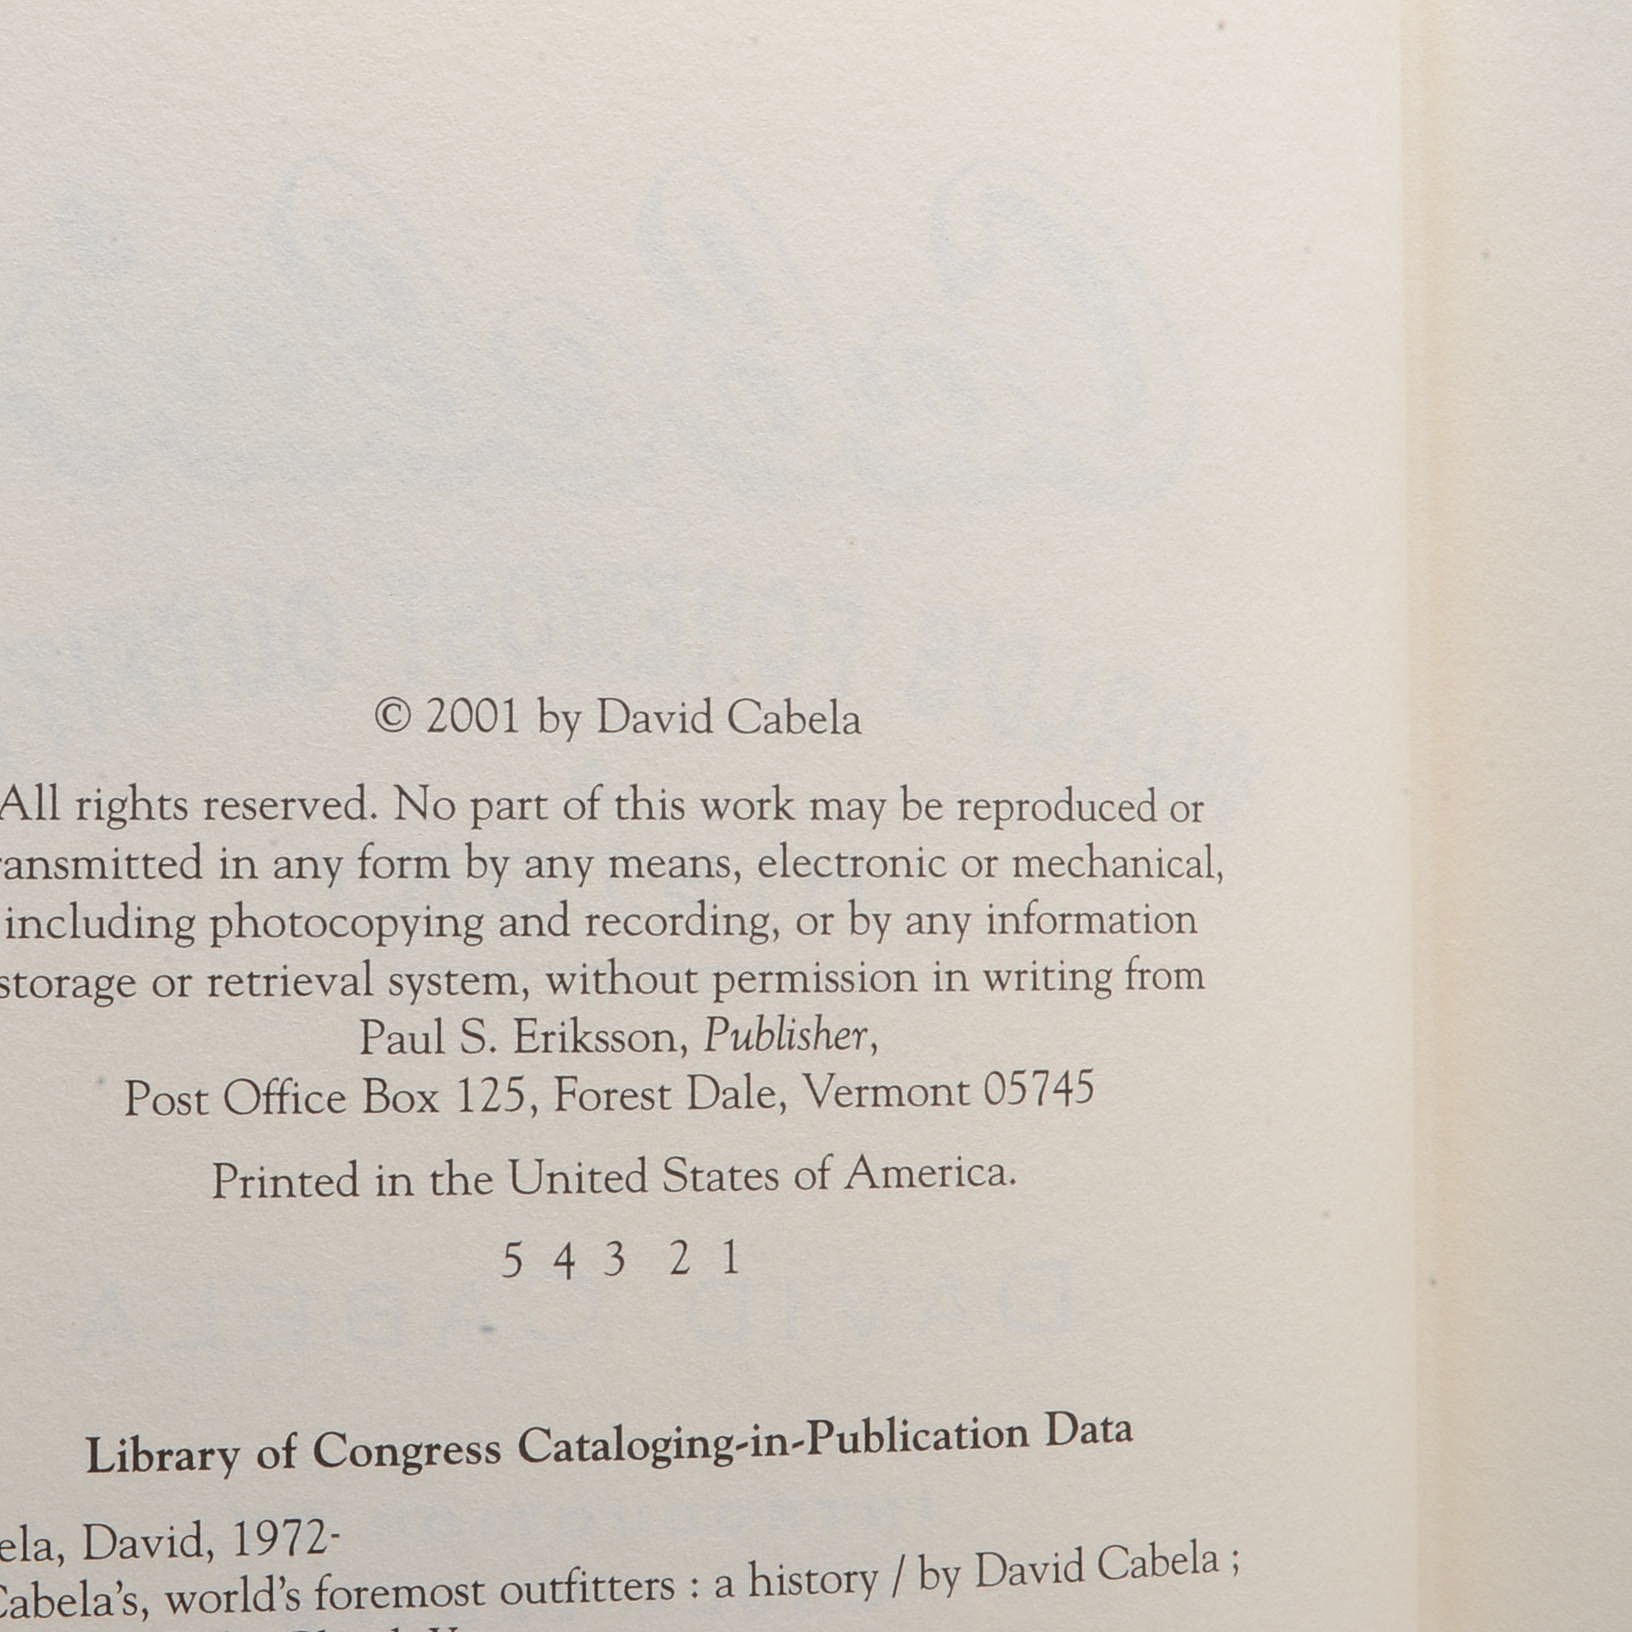 © 2001 by David Cabela
All rights reserved. No part of this work may be reproduced or
ransmitted in any form by any means, electronic or mechanical,
including photocopying and recording, or by any information
storage or retrieval system, without permission in writing from
Paul S. Eriksson, Publisher,
Post Office Box 125, Forest Dale, Vermont 05745
Printed in the United States of America.
5 4 3 2 1
Library of Congress Cataloging-in-Publication Data
ela, David, 1972-
Cabela's, world's foremost outfitters : a history / by David Cabela ;